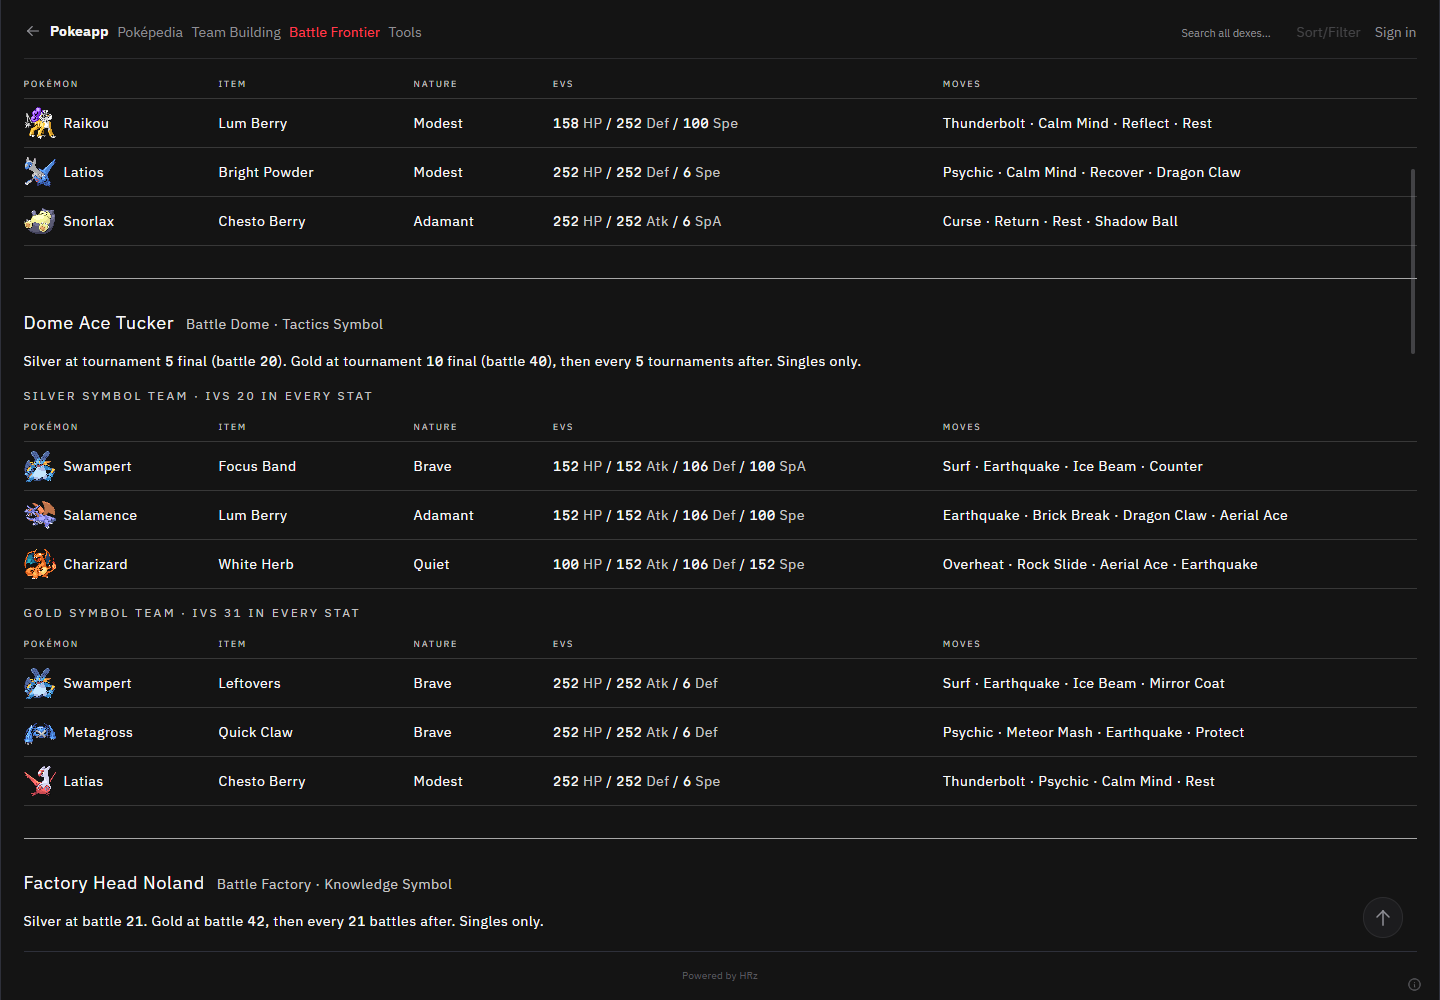 Pokeapp Poképedia Team Building Battle Frontier Tools Search all dexes... Sort/Filter Sign in
POKÉMON ITEM NATURE EVS MOVES
Raikou Lum Berry Modest 158 HP / 252 Def / 100 Spe Thunderbolt · Calm Mind · Reflect · Rest
Latios Bright Powder Modest 252 HP / 252 Def / 6 Spe Psychic · Calm Mind · Recover · Dragon Claw
Snorlax Chesto Berry Adamant 252 HP / 252 Atk / 6 SpA Curse · Return · Rest · Shadow Ball
Dome Ace Tucker Battle Dome · Tactics Symbol
Silver at tournament 5 final (battle 20). Gold at tournament 10 final (battle 40), then every 5 tournaments after. Singles only.
SILVER SYMBOL TEAM · IVS 20 IN EVERY STAT
POKÉMON ITEM NATURE EVS MOVES
Swampert Focus Band Brave 152 HP / 152 Atk / 106 Def / 100 SpA Surf · Earthquake · Ice Beam · Counter
Salamence Lum Berry Adamant 152 HP / 152 Atk / 106 Def / 100 Spe Earthquake · Brick Break · Dragon Claw · Aerial Ace
Charizard White Herb Quiet 100 HP / 152 Atk / 106 Def / 152 Spe Overheat · Rock Slide · Aerial Ace · Earthquake
GOLD SYMBOL TEAM · IVS 31 IN EVERY STAT
POKÉMON ITEM NATURE EVS MOVES
Swampert Leftovers Brave 252 HP / 252 Atk / 6 Def Surf · Earthquake · Ice Beam · Mirror Coat
Metagross Quick Claw Brave 252 HP / 252 Atk / 6 Def Psychic · Meteor Mash · Earthquake · Protect
Latias Chesto Berry Modest 252 HP / 252 Def / 6 Spe Thunderbolt · Psychic · Calm Mind · Rest
Factory Head Noland Battle Factory · Knowledge Symbol
Silver at battle 21. Gold at battle 42, then every 21 battles after. Singles only.
Powered by HRz